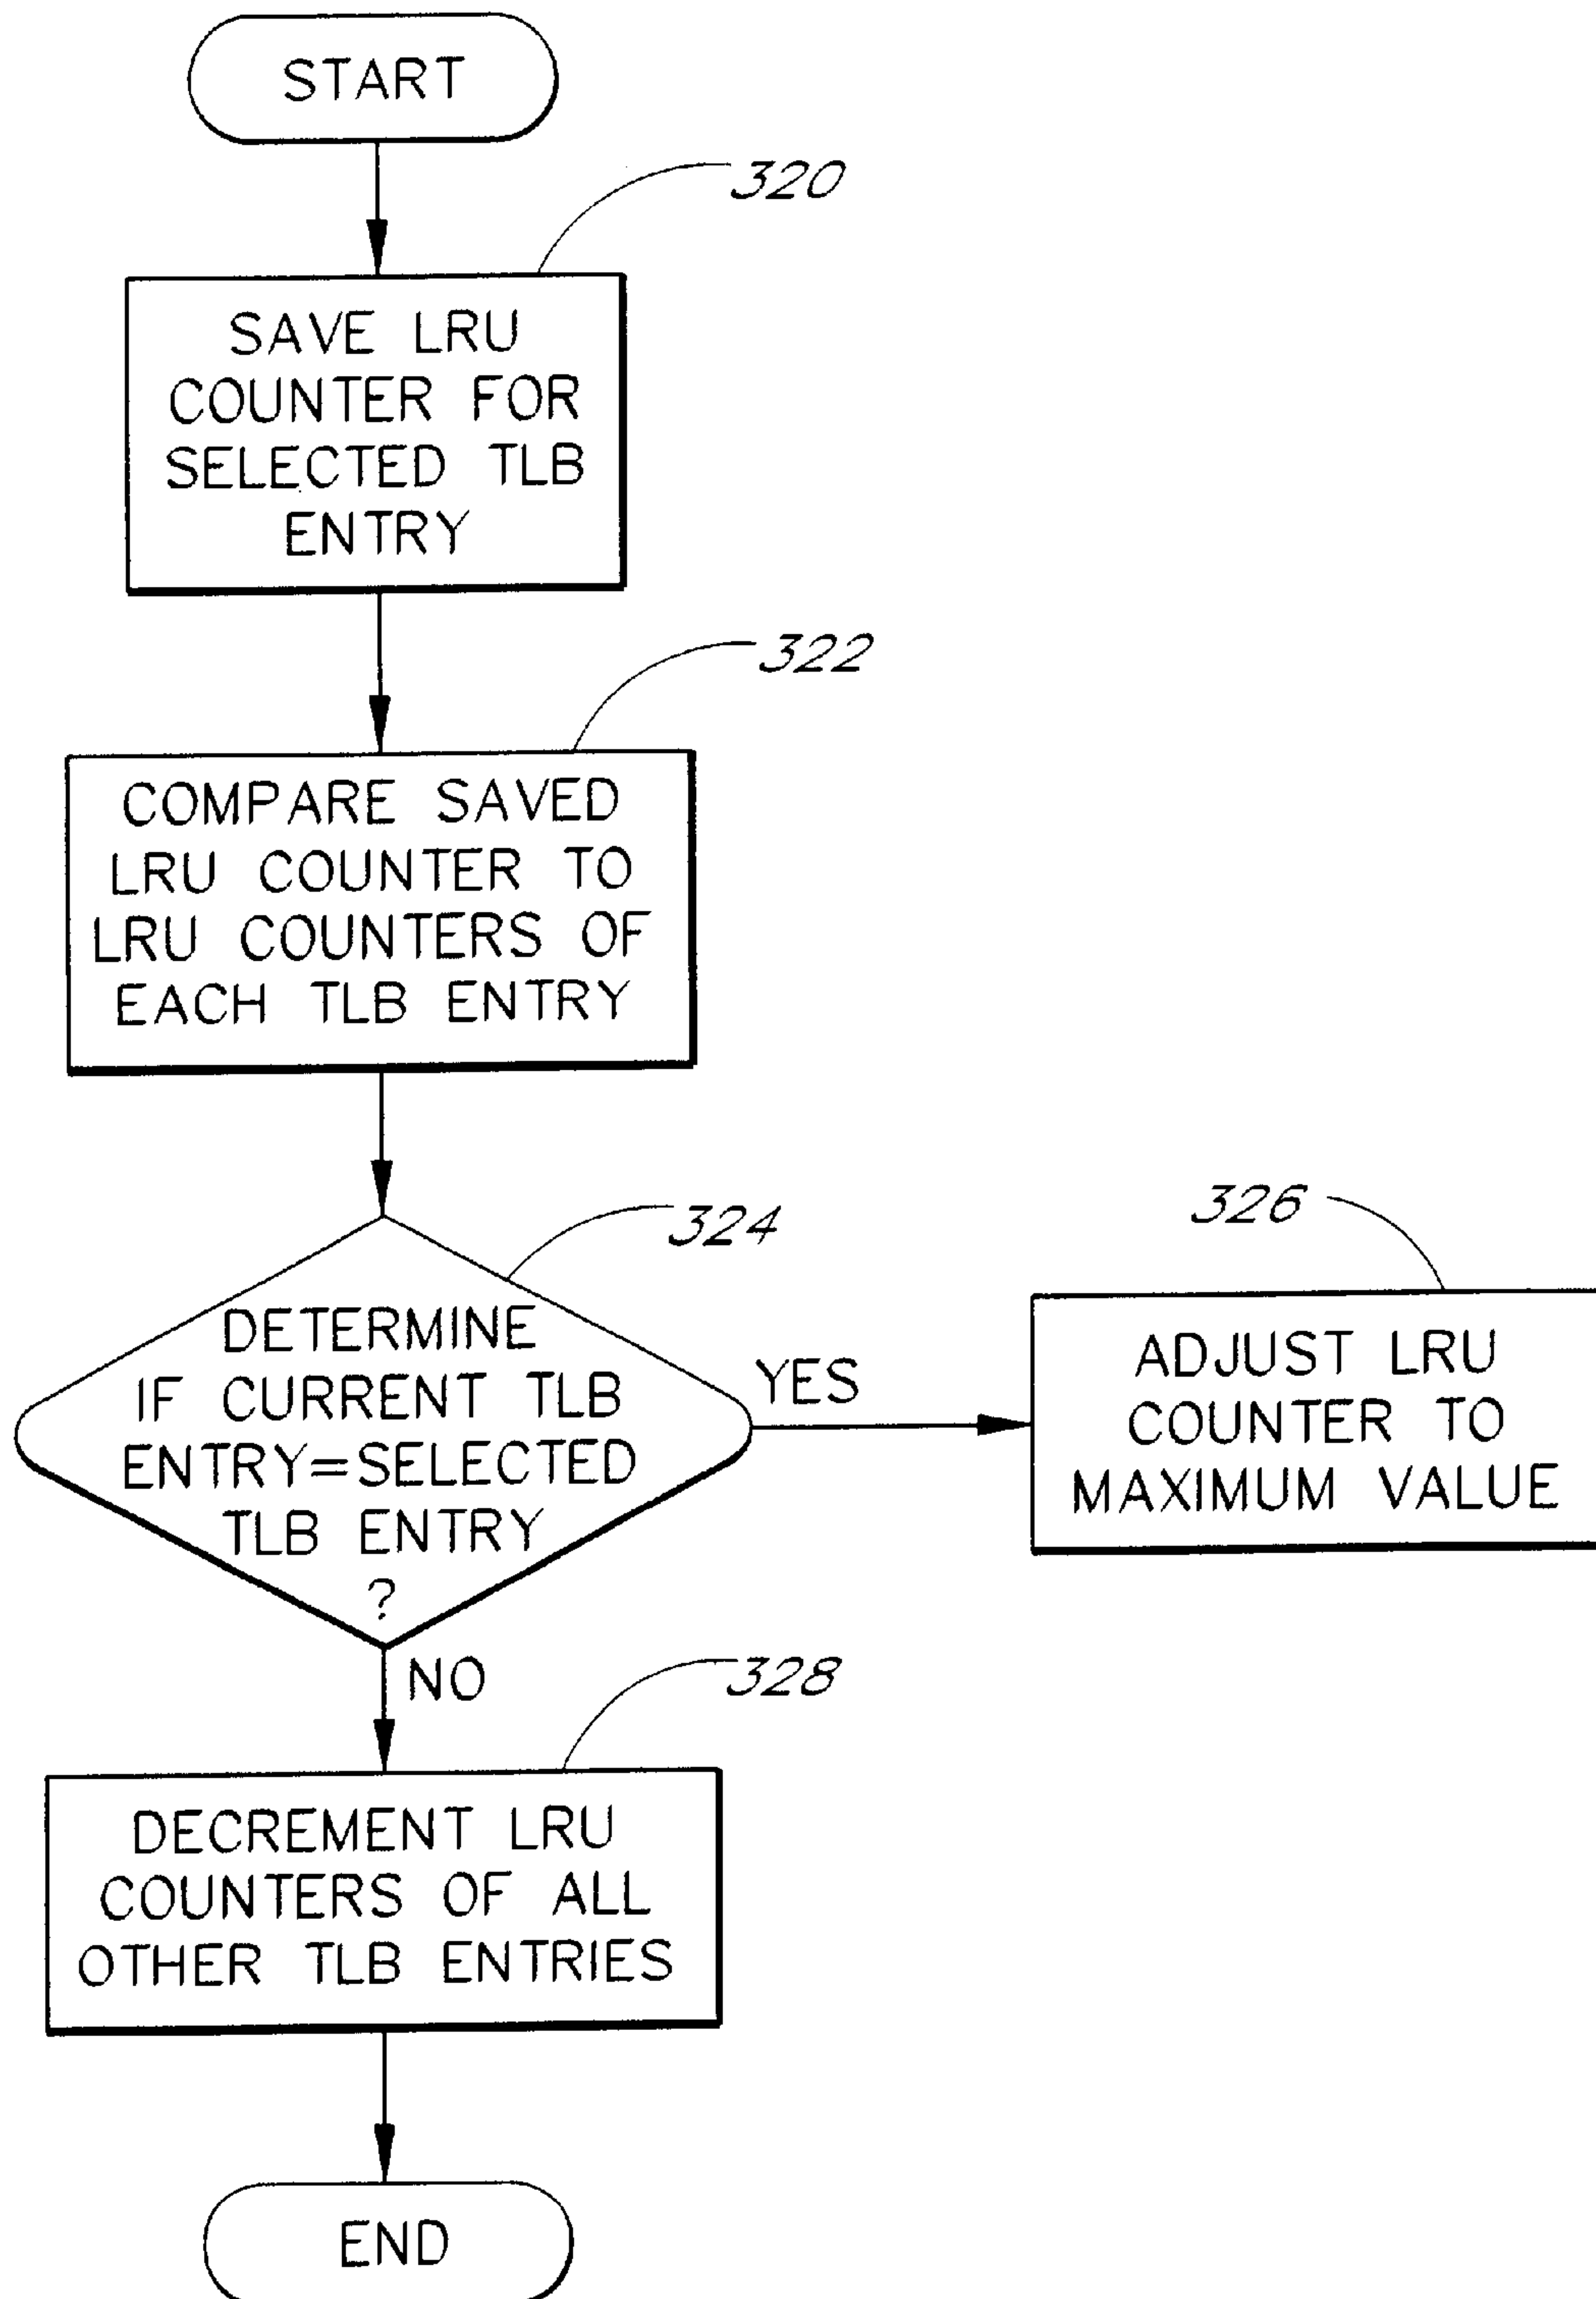 START
320
SAVE LRU
COUNTER FOR
SELECTED TLB
ENTRY
322
COMPARE SAVED
LRU COUNTER TO
LRU COUNTERS OF
EACH TLB ENTRY
324
DETERMINE
IF CURRENT TLB
ENTRY=SELECTED
TLB ENTRY
?
YES
326
ADJUST LRU
COUNTER TO
MAXIMUM VALUE
NO
328
DECREMENT LRU
COUNTERS OF ALL
OTHER TLB ENTRIES
END